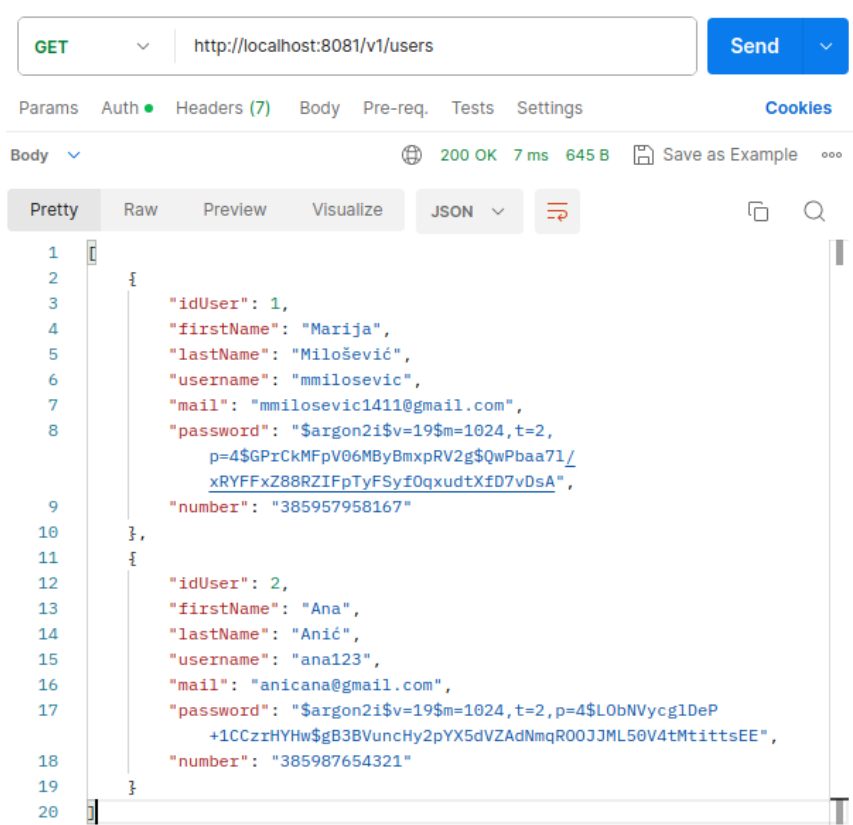 GET http://localhost:8081/v1/users Send
Params Auth Headers (7) Body Pre-req. Tests Settings Cookies
Body 200 OK 7 ms 645 B Save as Example
Pretty Raw Preview Visualize JSON
1 [
2 {
3 "idUser": 1,
4 "firstName": "Marija",
5 "lastName": "Milošević",
6 "username": "mmilosevic",
7 "mail": "mmilosevic1411@gmail.com",
8 "password": "$argon2i$v=19$m=1024,t=2,
p=4$GPrCkMFpV06MByBmxpRV2g$QwPbaa7l/
xRYFFxZ88RZIFpTyFSyfOqxudtXfD7vDsA",
9 "number": "385957958167"
10 },
11 {
12 "idUser": 2,
13 "firstName": "Ana",
14 "lastName": "Anić",
15 "username": "ana123",
16 "mail": "anicana@gmail.com",
17 "password": "$argon2i$v=19$m=1024,t=2,p=4$LObNVycglDeP
+1CCzrHYHw$gB3BVuncHy2pYX5dVZAdNmqROOJJML50V4tMtittsEE",
18 "number": "385987654321"
19 }
20 ]